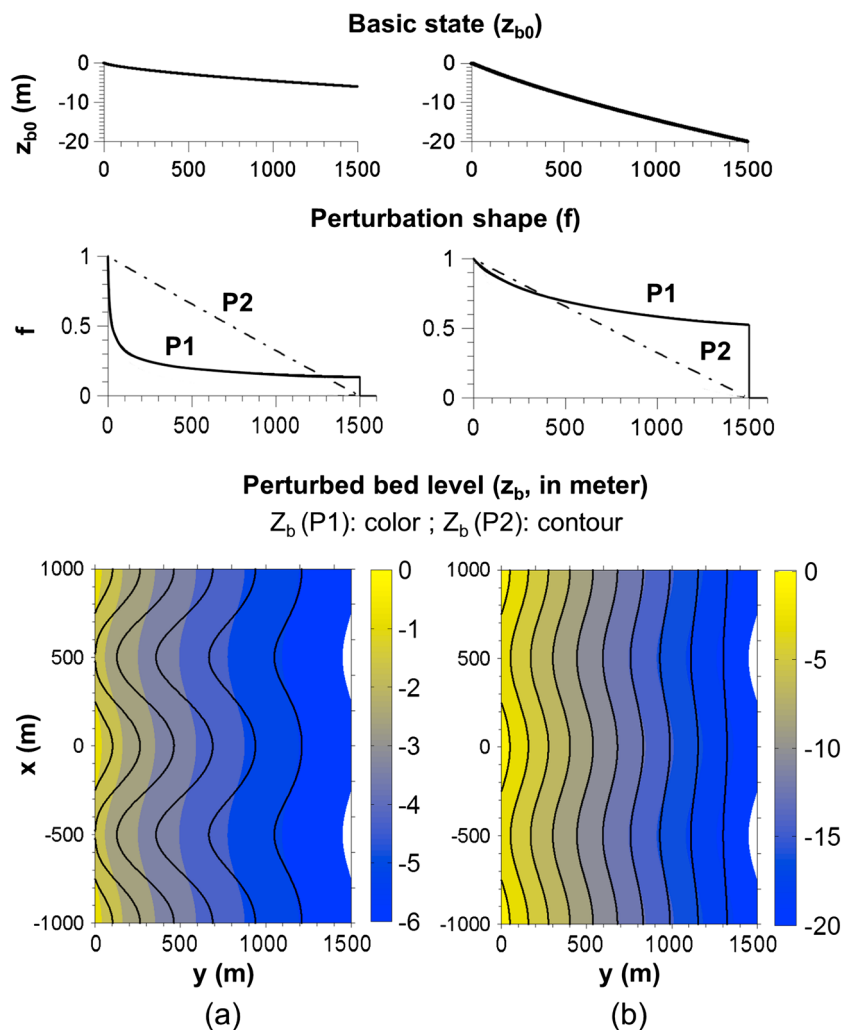 Basic state (z_b0)
z_b0 (m)
0
-10
-20
0 500 1000 1500
0 500 1000 1500
Perturbation shape (f)
f
1
0.5
0
P2
P1
0 500 1000 1500
1
0.5
0
P1
P2
0 500 1000 1500
Perturbed bed level (z_b, in meter)
Z_b (P1): color ; Z_b (P2): contour
x (m)
1000
500
0
-500
-1000
0 500 1000 1500
y (m)
0
-1
-2
-3
-4
-5
-6
(a)
1000
500
0
-500
-1000
0 500 1000 1500
y (m)
0
-5
-10
-15
-20
(b)